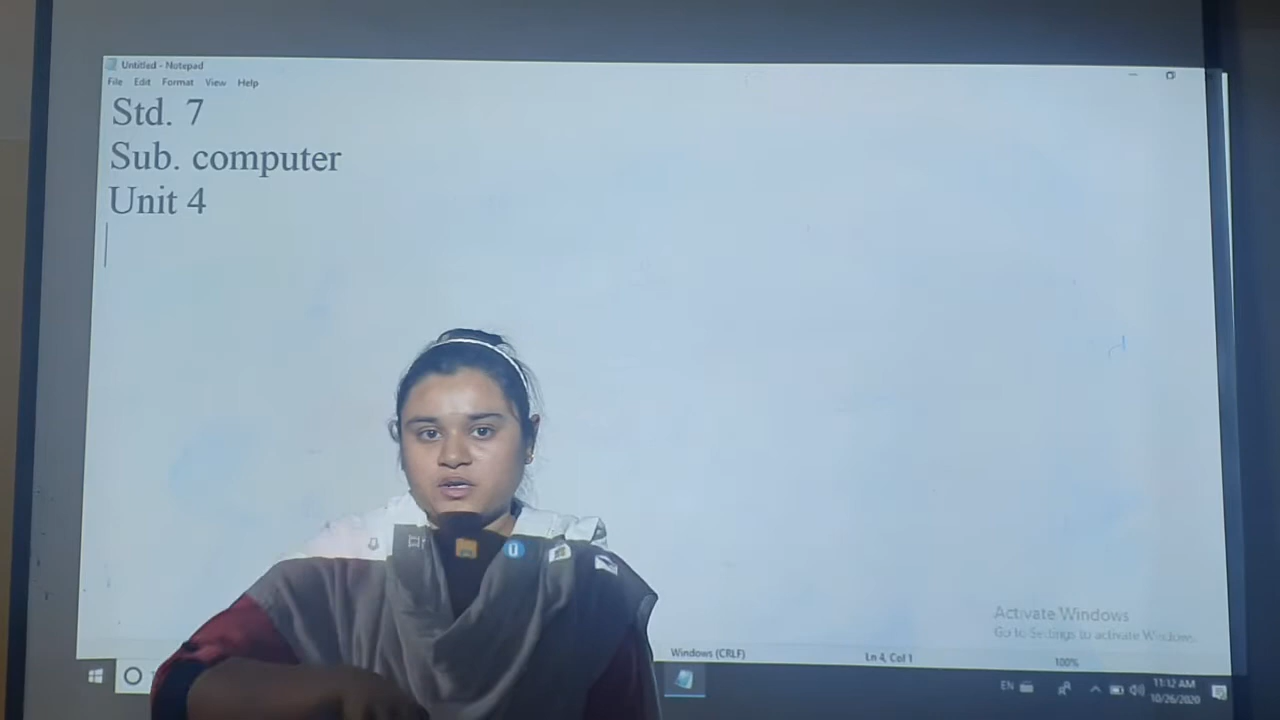 Untitled - Notepad
File Edit Format View Help
Std. 7
Sub. computer
Unit 4
Activate Windows
Go to Settings to activate Windows.
Windows (CRLF) Ln 4, Col 1 100%
EN 11:12 AM
10/26/2020